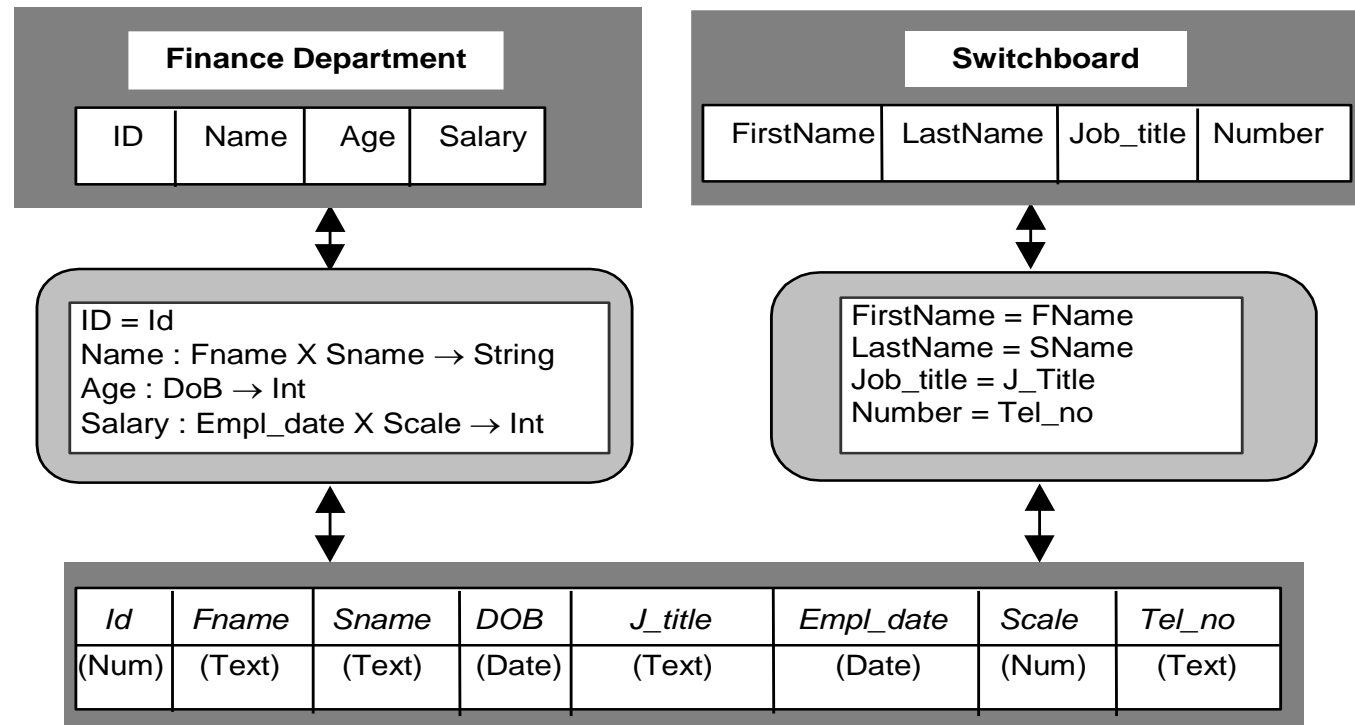 Finance Department
ID Name Age Salary
Switchboard
FirstName LastName Job_title Number
ID = Id
Name : Fname X Sname → String
Age : DoB → Int
Salary : Empl_date X Scale → Int
FirstName = FName
LastName = SName
Job_title = J_Title
Number = Tel_no
Id Fname Sname DOB J_title Empl_date Scale Tel_no
(Num) (Text) (Text) (Date) (Text) (Date) (Num) (Text)